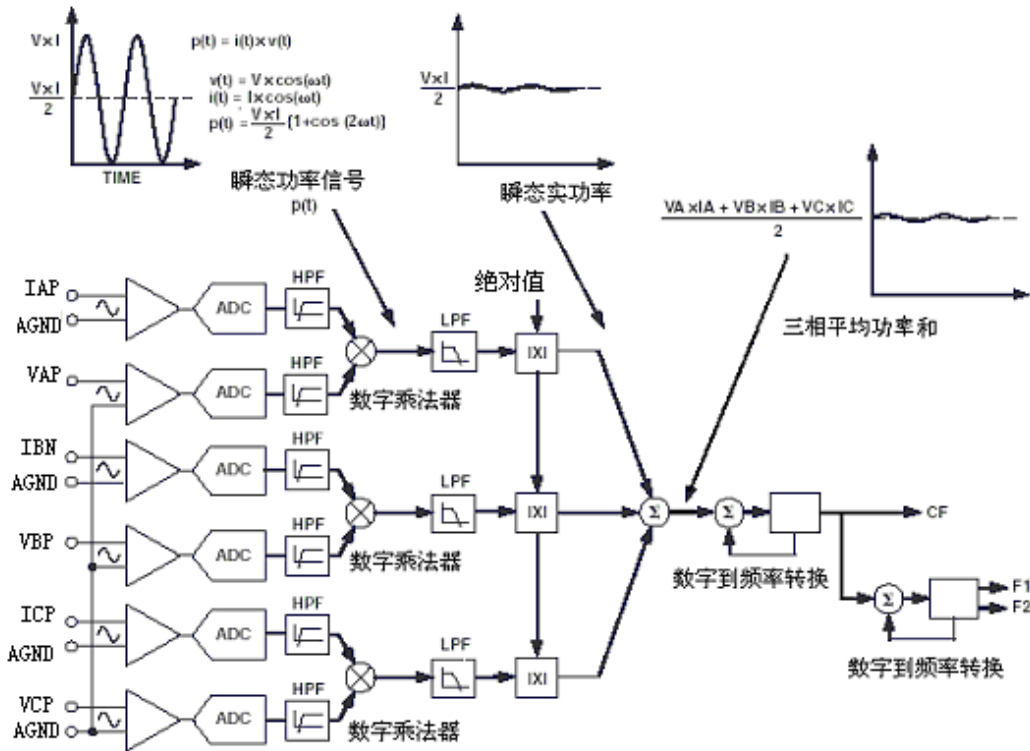 V×I
V×I
2
TIME
p(t) = i(t)×v(t)
v(t) = V×cos(ωt)
i(t) = I×cos(ωt)
p(t) = V×I/2 {1+cos (2ωt)}
V×I
2
瞬态功率信号
p(t)
瞬态实功率
VA×IA + VB×IB + VC×IC
2
三相平均功率和
绝对值
IAP
AGND
ADC
HPF
LPF
|X|
VAP
ADC
HPF
数字乘法器
IBN
AGND
ADC
HPF
LPF
|X|
Σ
Σ
CF
VBP
ADC
HPF
数字乘法器
数字到频率转换
Σ
F1
F2
数字到频率转换
ICP
AGND
ADC
HPF
LPF
|X|
VCP
AGND
ADC
HPF
数字乘法器